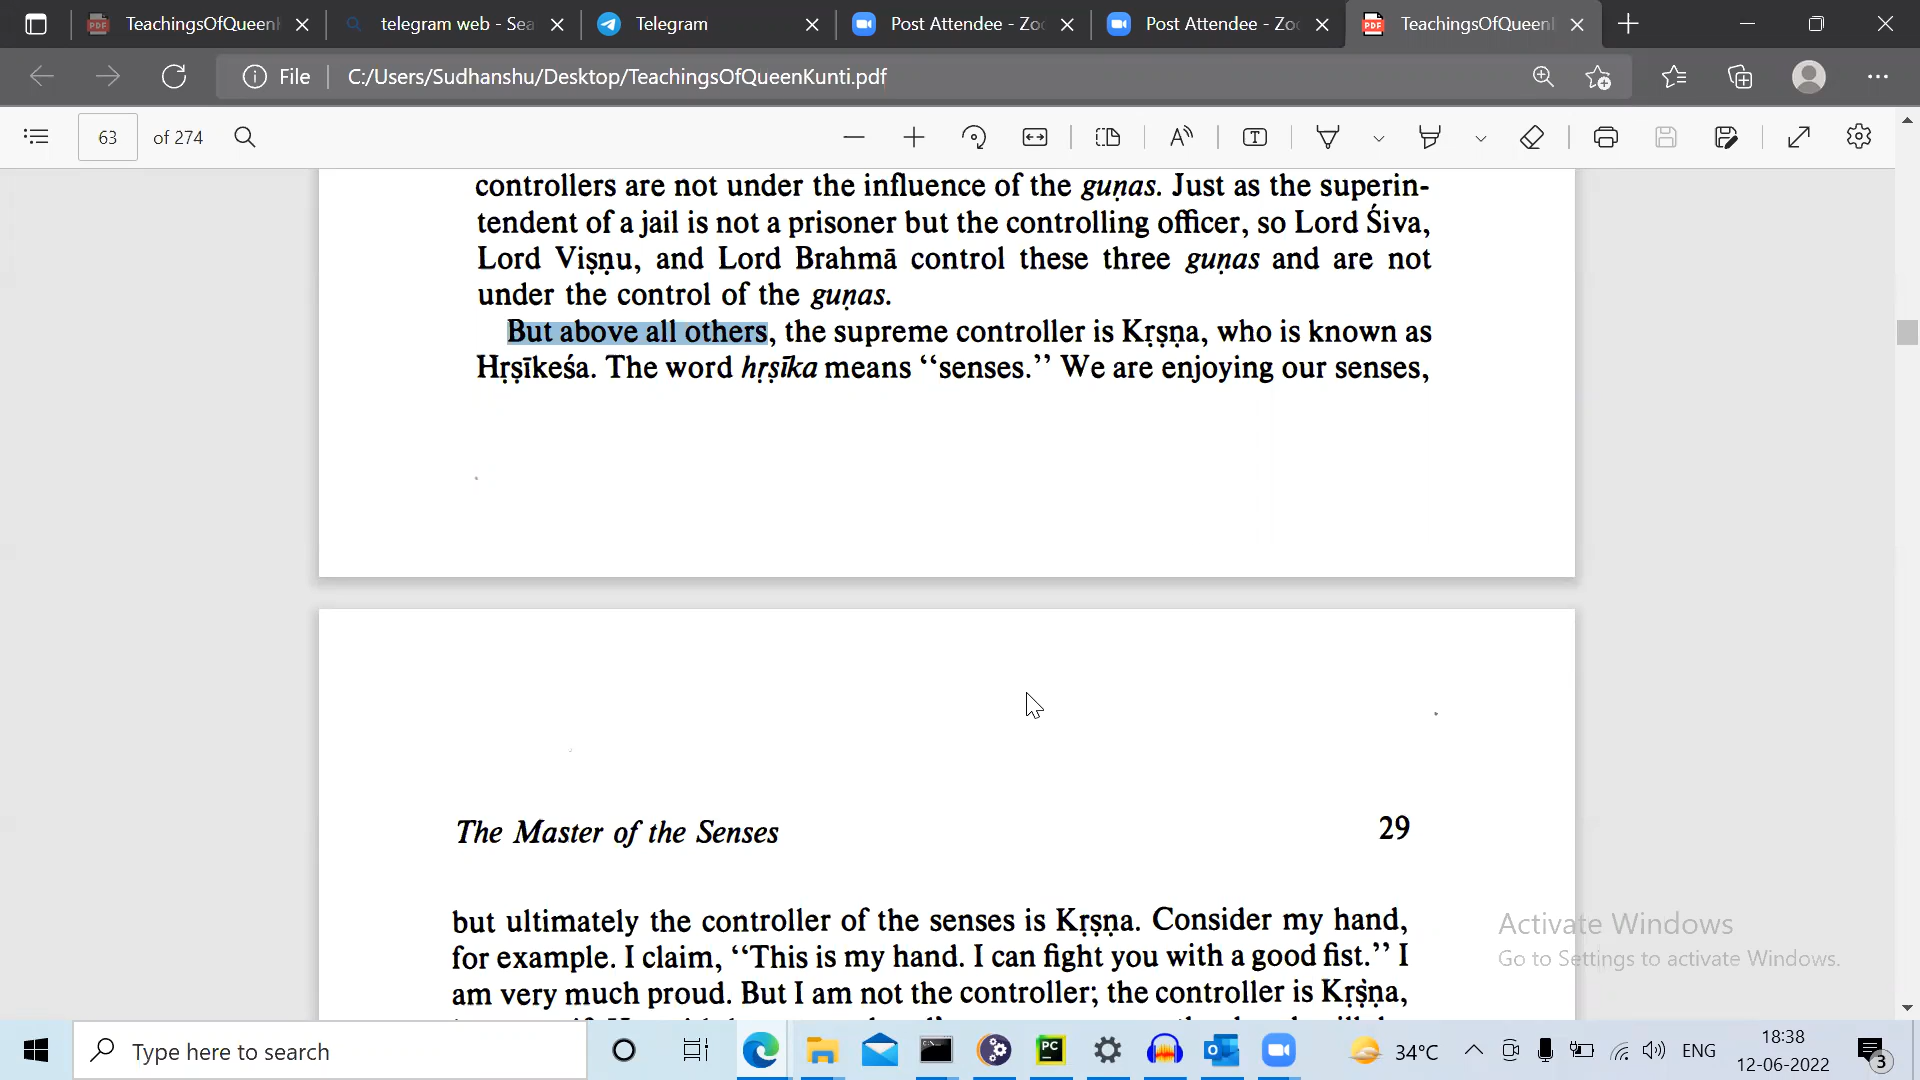 TeachingsOfQueenK
telegram web - Sea
Telegram
Post Attendee - Zoo
Post Attendee - Zoo
TeachingsOfQueenK
File
C:/Users/Sudhanshu/Desktop/TeachingsOfQueenKunti.pdf
63 of 274
controllers are not under the influence of the guṇas. Just as the superin-
tendent of a jail is not a prisoner but the controlling officer, so Lord Śiva,
Lord Viṣṇu, and Lord Brahmā control these three guṇas and are not
under the control of the guṇas.
But above all others, the supreme controller is Kṛṣṇa, who is known as
Hṛṣīkeśa. The word hṛṣīka means ‘‘senses.’’ We are enjoying our senses,
The Master of the Senses 29
but ultimately the controller of the senses is Kṛṣṇa. Consider my hand,
for example. I claim, ‘‘This is my hand. I can fight you with a good fist.’’ I
am very much proud. But I am not the controller; the controller is Kṛṣṇa,
Activate Windows
Go to Settings to activate Windows.
Type here to search
34°C
ENG
18:38
12-06-2022
3